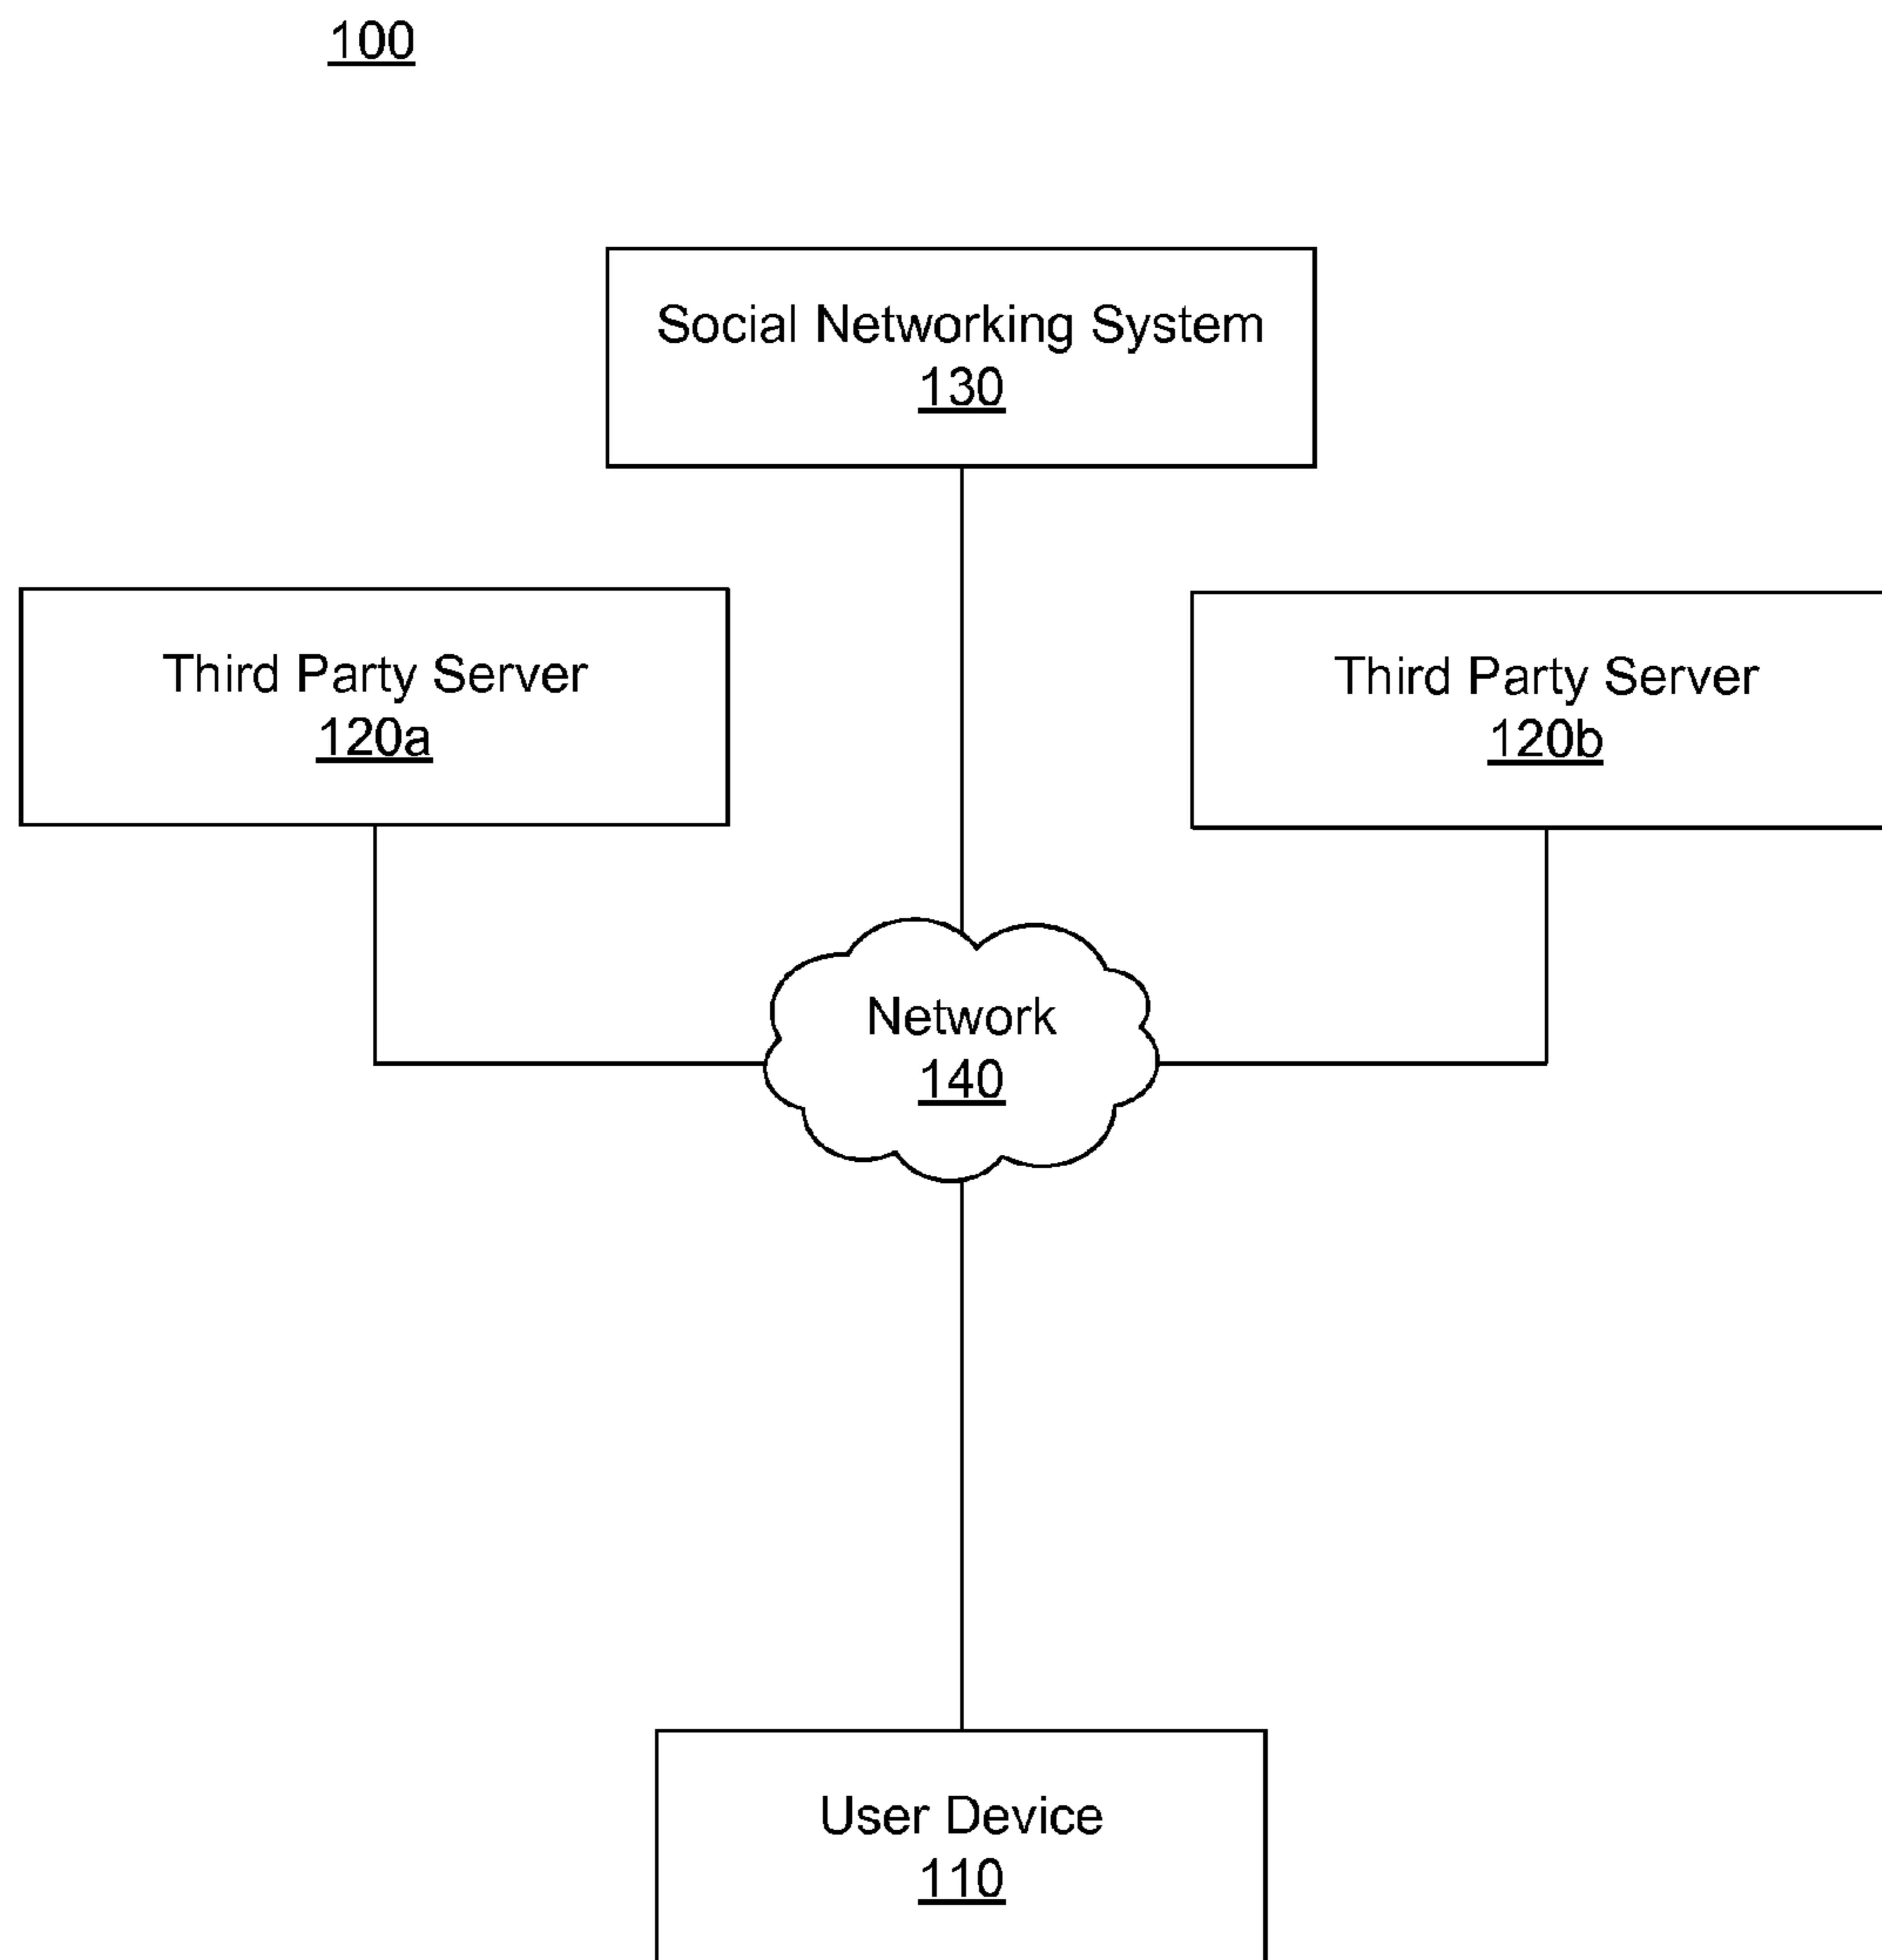 100
Social Networking System
130
Third Party Server
120a
Third Party Server
120b
Network
140
User Device
110